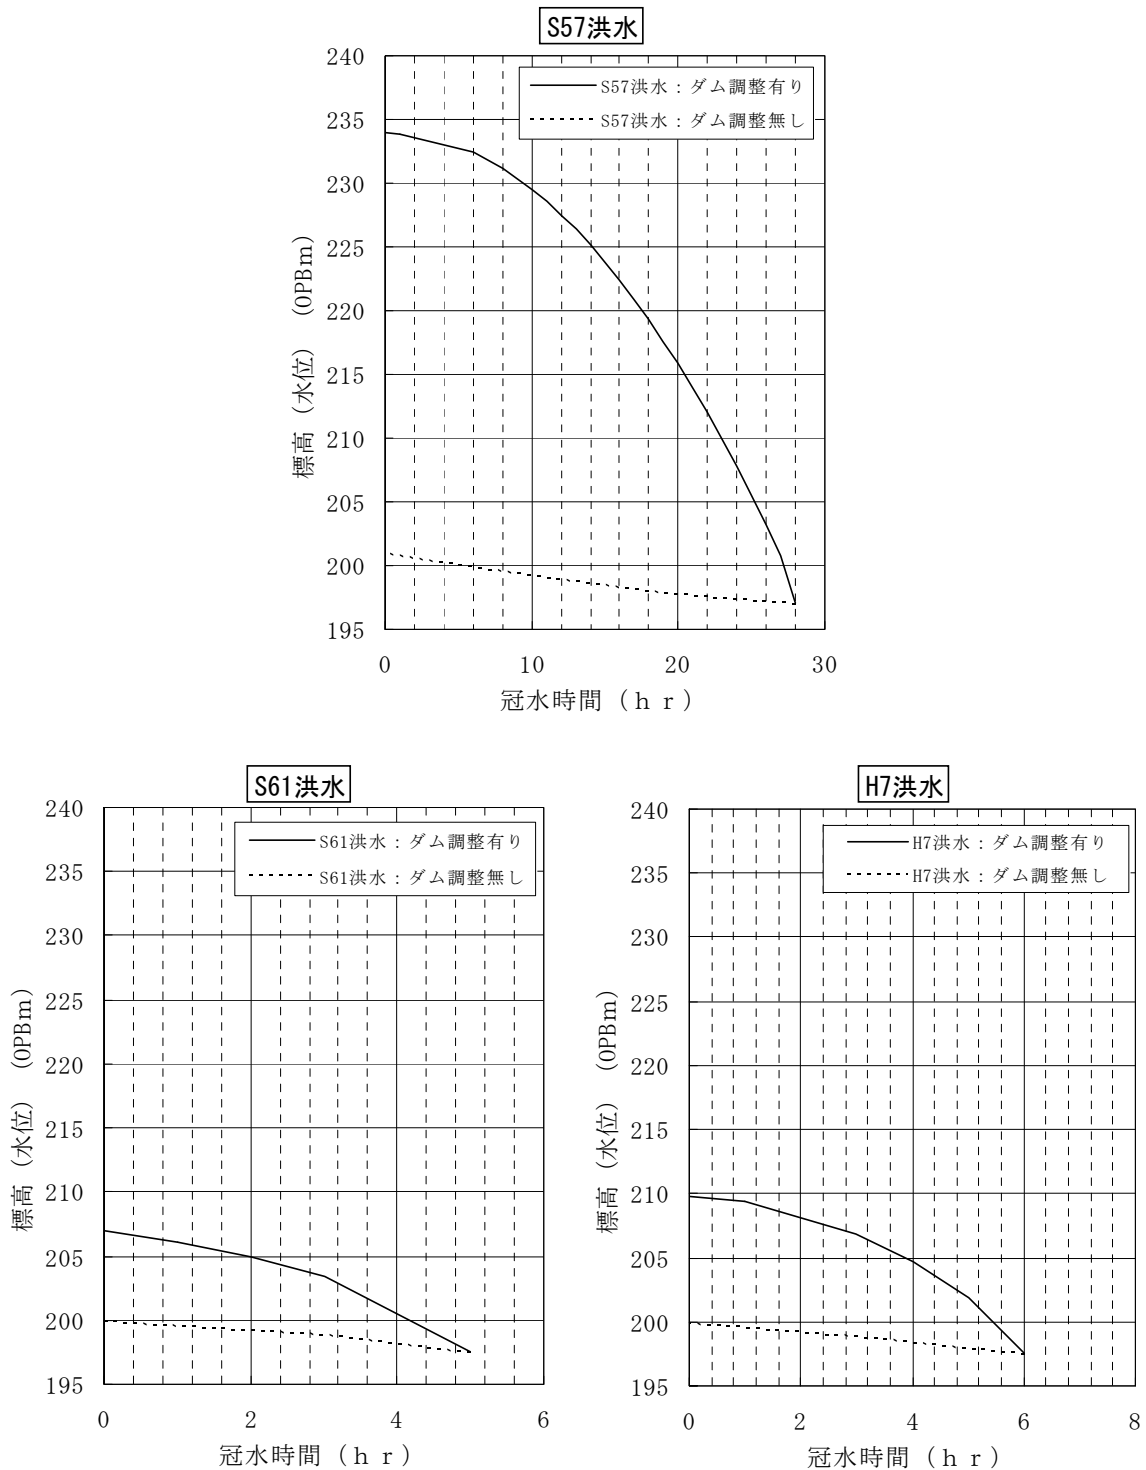 S57洪水
240
235
230
225
220
215
210
205
200
195
標高（水位）　（OPBm）
S57洪水：ダム調整有り
S57洪水：ダム調整無し
0 10 20 30
冠水時間（ｈｒ）
S61洪水
240
235
230
225
220
215
210
205
200
195
標高（水位）　（OPBm）
S61洪水：ダム調整有り
S61洪水：ダム調整無し
0 2 4 6
冠水時間（ｈｒ）
H7洪水
240
235
230
225
220
215
210
205
200
195
標高（水位）　（OPBm）
H7洪水：ダム調整有り
H7洪水：ダム調整無し
0 2 4 6 8
冠水時間（ｈｒ）